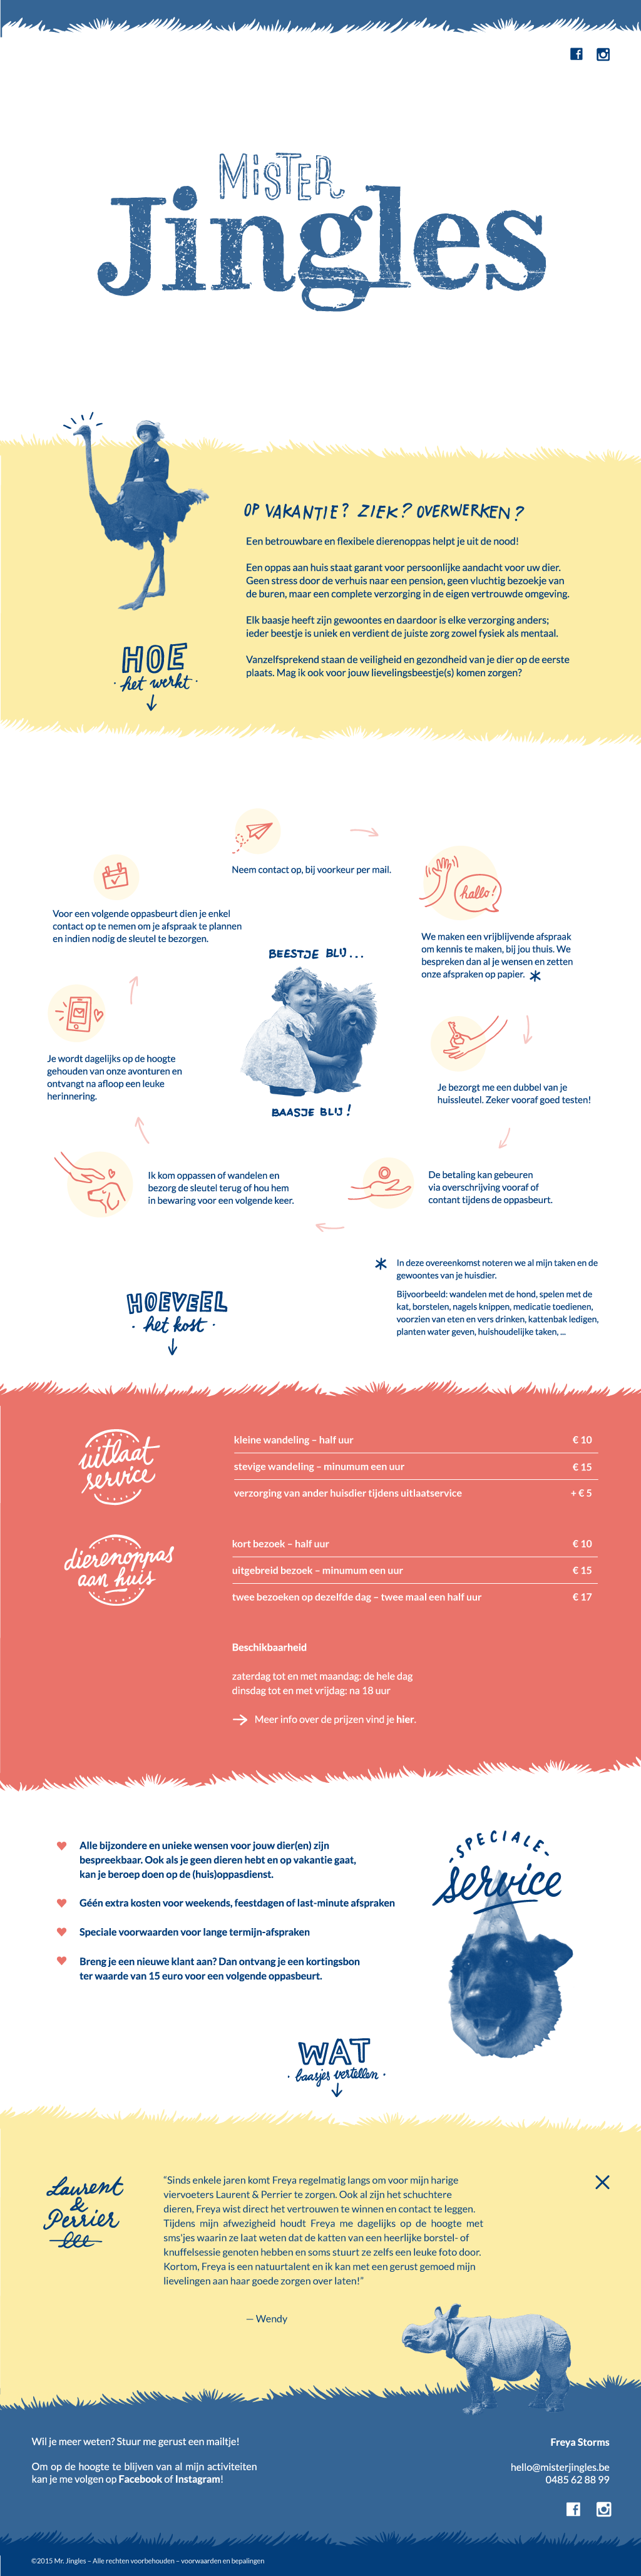 MISTER
Jingles
OP VAKANTIE? ZIEK? OVERWERKEN?
Een betrouwbare en flexibele dierenoppas helpt je uit de nood!
Een oppas aan huis staat garant voor persoonlijke aandacht voor uw dier.
Geen stress door de verhuis naar een pension, geen vluchtig bezoekje van
de buren, maar een complete verzorging in de eigen vertrouwde omgeving.
Elk baasje heeft zijn gewoontes en daardoor is elke verzorging anders;
ieder beestje is uniek en verdient de juiste zorg zowel fysiek als mentaal.
Vanzelfsprekend staan de veiligheid en gezondheid van je dier op de eerste
plaats. Mag ik ook voor jouw lievelingsbeestje(s) komen zorgen?
HOE
het werkt
Neem contact op, bij voorkeur per mail.
hallo!
We maken een vrijblijvende afspraak
om kennis te maken, bij jou thuis. We
bespreken dan al je wensen en zetten
onze afspraken op papier. *
Je bezorgt me een dubbel van je
huissleutel. Zeker vooraf goed testen!
De betaling kan gebeuren
via overschrijving vooraf of
contant tijdens de oppasbeurt.
Ik kom oppassen of wandelen en
bezorg de sleutel terug of hou hem
in bewaring voor een volgende keer.
Je wordt dagelijks op de hoogte
gehouden van onze avonturen en
ontvangt na afloop een leuke
herinnering.
Voor een volgende oppasbeurt dien je enkel
contact op te nemen om je afspraak te plannen
en indien nodig de sleutel te bezorgen.
BEESTJE BLIJ...
BAASJE BLIJ!
* In deze overeenkomst noteren we al mijn taken en de
gewoontes van je huisdier.
Bijvoorbeeld: wandelen met de hond, spelen met de
kat, borstelen, nagels knippen, medicatie toedienen,
voorzien van eten en vers drinken, kattenbak ledigen,
planten water geven, huishoudelijke taken, ...
HOEVEEL
het kost
uitlaat
service
kleine wandeling – half uur € 10
stevige wandeling – minumum een uur € 15
verzorging van ander huisdier tijdens uitlaatservice + € 5
dierenoppas
aan huis
kort bezoek – half uur € 10
uitgebreid bezoek – minumum een uur € 15
twee bezoeken op dezelfde dag – twee maal een half uur € 17
Beschikbaarheid
zaterdag tot en met maandag: de hele dag
dinsdag tot en met vrijdag: na 18 uur
→ Meer info over de prijzen vind je hier.
Alle bijzondere en unieke wensen voor jouw dier(en) zijn
bespreekbaar. Ook als je geen dieren hebt en op vakantie gaat,
kan je beroep doen op de (huis)oppasdienst.
Géén extra kosten voor weekends, feestdagen of last-minute afspraken
Speciale voorwaarden voor lange termijn-afspraken
Breng je een nieuwe klant aan? Dan ontvang je een kortingsbon
ter waarde van 15 euro voor een volgende oppasbeurt.
SPECIALE
service
WAT
baasjes vertellen
Laurent
&
Perrier
"Sinds enkele jaren komt Freya regelmatig langs om voor mijn harige
viervoeters Laurent & Perrier te zorgen. Ook al zijn het schuchtere
dieren, Freya wist direct het vertrouwen te winnen en contact te leggen.
Tijdens mijn afwezigheid houdt Freya me dagelijks op de hoogte met
sms'jes waarin ze laat weten dat de katten van een heerlijke borstel- of
knuffelsessie genoten hebben en soms stuurt ze zelfs een leuke foto door.
Kortom, Freya is een natuurtalent en ik kan met een gerust gemoed mijn
lievelingen aan haar goede zorgen over laten!"
— Wendy
Wil je meer weten? Stuur me gerust een mailtje!
Om op de hoogte te blijven van al mijn activiteiten
kan je me volgen op Facebook of Instagram!
Freya Storms
hello@misterjingles.be
0485 62 88 99
©2015 Mr. Jingles – Alle rechten voorbehouden – voorwaarden en bepalingen